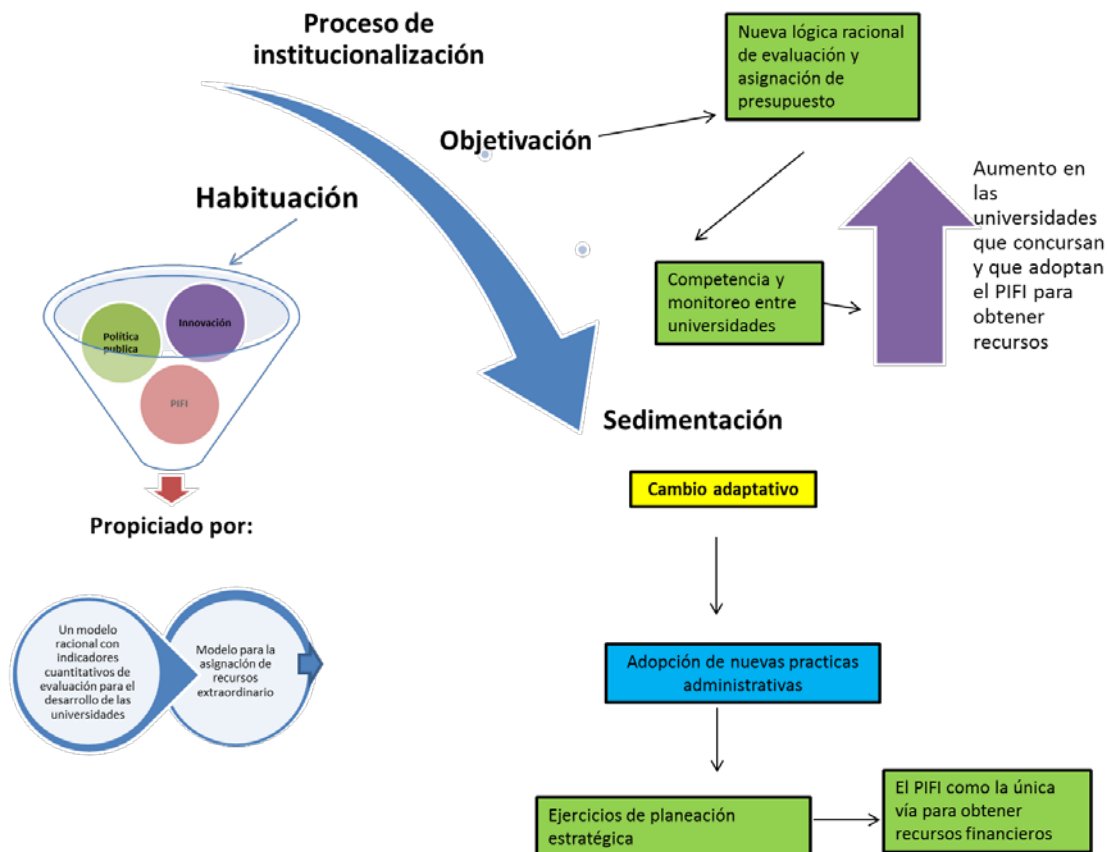 Proceso de
institucionalización
Nueva lógica racional
de evaluación y
asignación de
presupuesto
Objetivación
Habituación
Aumento en
las
universidades
que concursan
y que adoptan
el PIFI para
obtener
recursos
Competencia y
monitoreo entre
universidades
Política
publica
Innovación
PIFI
Sedimentación
Cambio adaptativo
Propiciado por:
Un modelo
racional con
indicadores
cuantitativos de
evaluación para el
desarrollo de las
universidades
Modelo para la
asignación de
recursos
extraordinario
Adopción de nuevas practicas
administrativas
Ejercicios de planeación
estratégica
El PIFI como la única
vía para obtener
recursos financieros